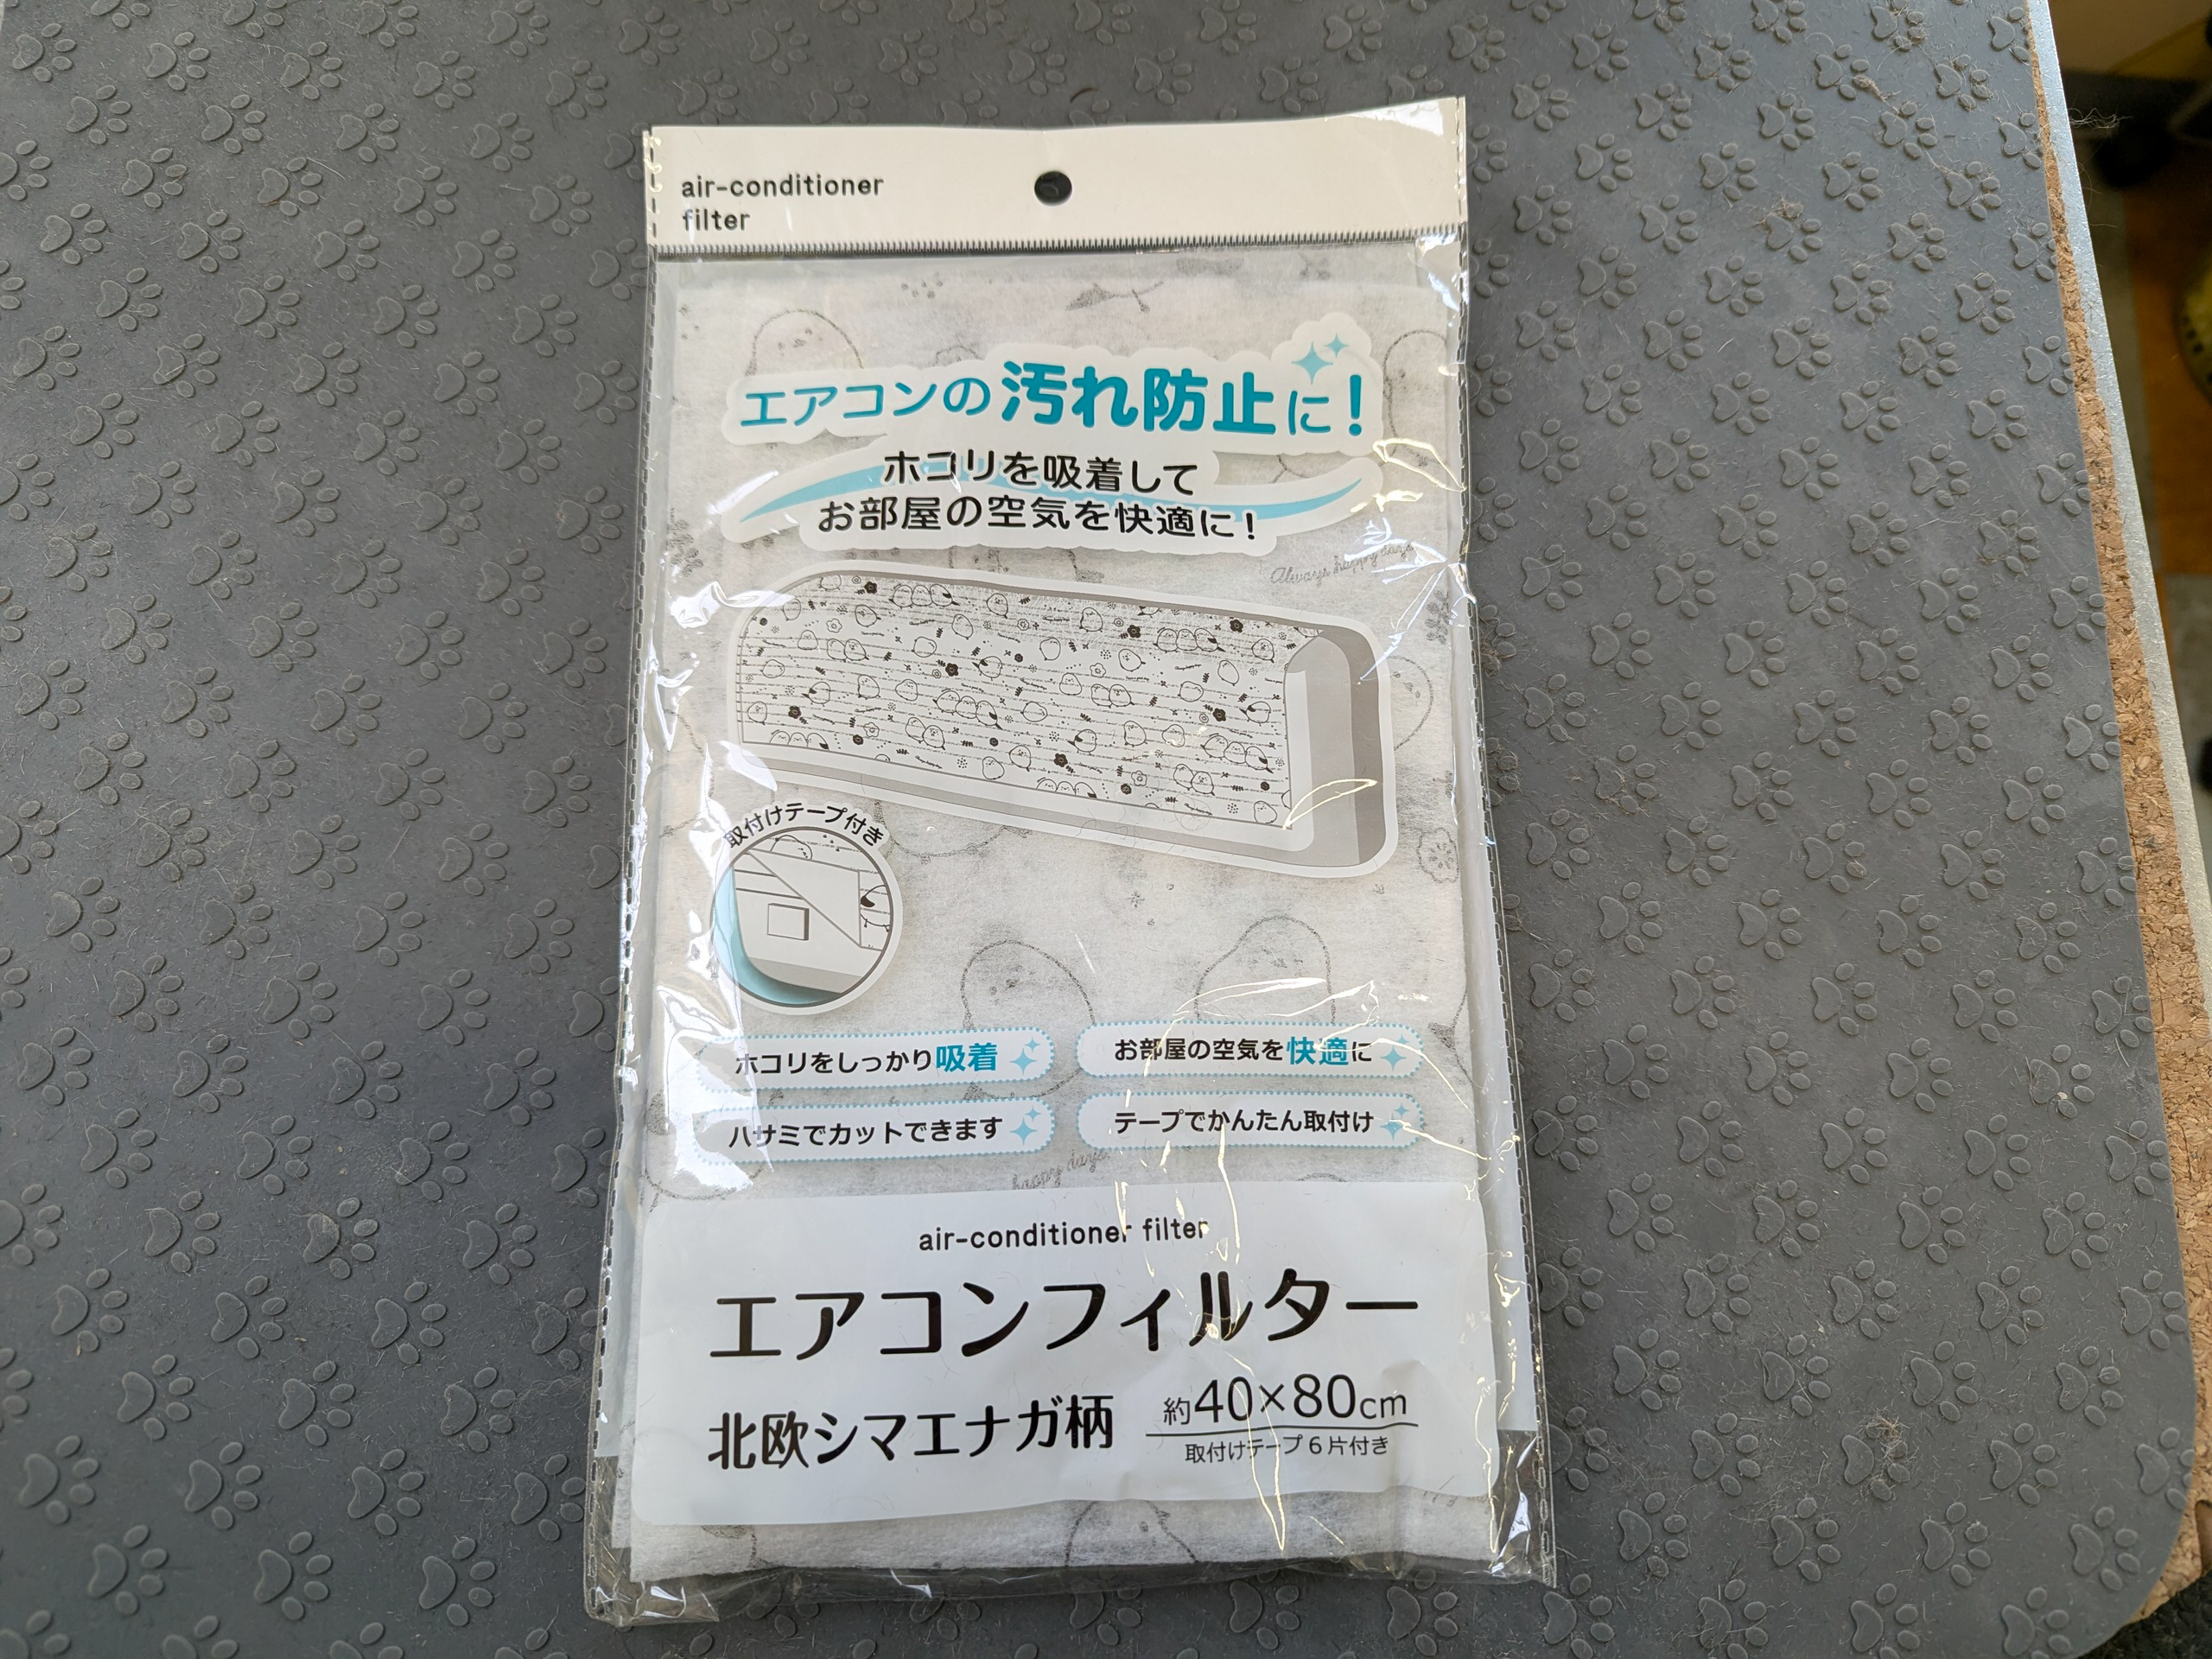 air-conditioner
filter
エアコンの汚れ防止に!
ホコリを吸着して
お部屋の空気を快適に!
Always happy days
取付けテープ付き
ホコリをしっかり吸着
お部屋の空気を快適に
ハサミでカットできます
テープでかんたん取付け
happy days
air-conditioner filter
エアコンフィルター
北欧シマエナガ柄
約40×80cm
取付けテープ6片付き